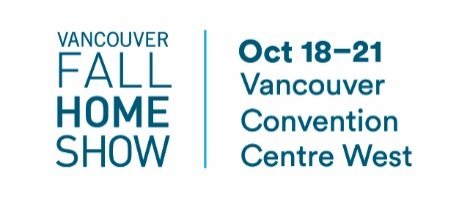 VANCOUVER
FALL
HOME
SHOW
Oct 18–21
Vancouver
Convention
Centre West